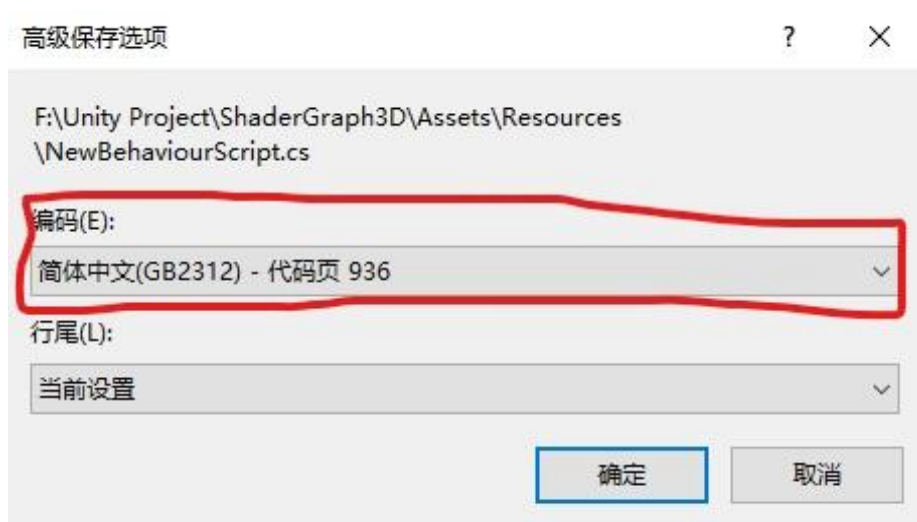 高级保存选项 ?
F:\Unity Project\ShaderGraph3D\Assets\Resources
\NewBehaviourScript.cs
编码(E):
简体中文(GB2312) - 代码页 936
行尾(L):
当前设置
确定 取消